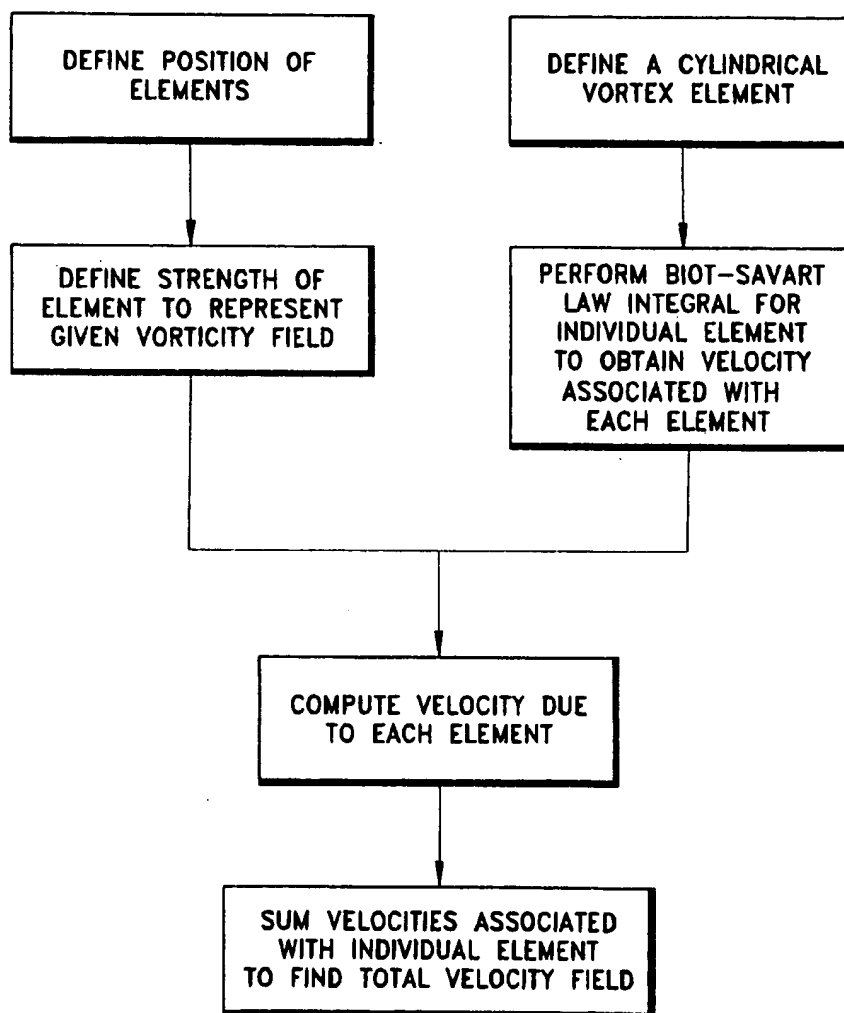 DEFINE POSITION OF
ELEMENTS
DEFINE A CYLINDRICAL
VORTEX ELEMENT
DEFINE STRENGTH OF
ELEMENT TO REPRESENT
GIVEN VORTICITY FIELD
PERFORM BIOT-SAVART
LAW INTEGRAL FOR
INDIVIDUAL ELEMENT
TO OBTAIN VELOCITY
ASSOCIATED WITH
EACH ELEMENT
COMPUTE VELOCITY DUE
TO EACH ELEMENT
SUM VELOCITIES ASSOCIATED
WITH INDIVIDUAL ELEMENT
TO FIND TOTAL VELOCITY FIELD